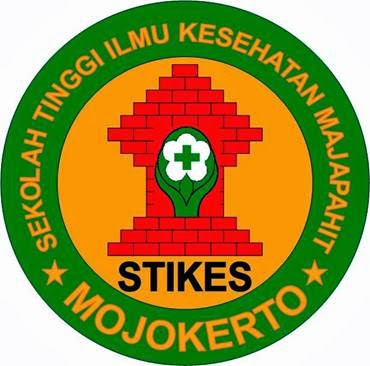 SEKOLAH TINGGI ILMU KESEHATAN MAJAPAHIT
STIKES
MOJOKERTO